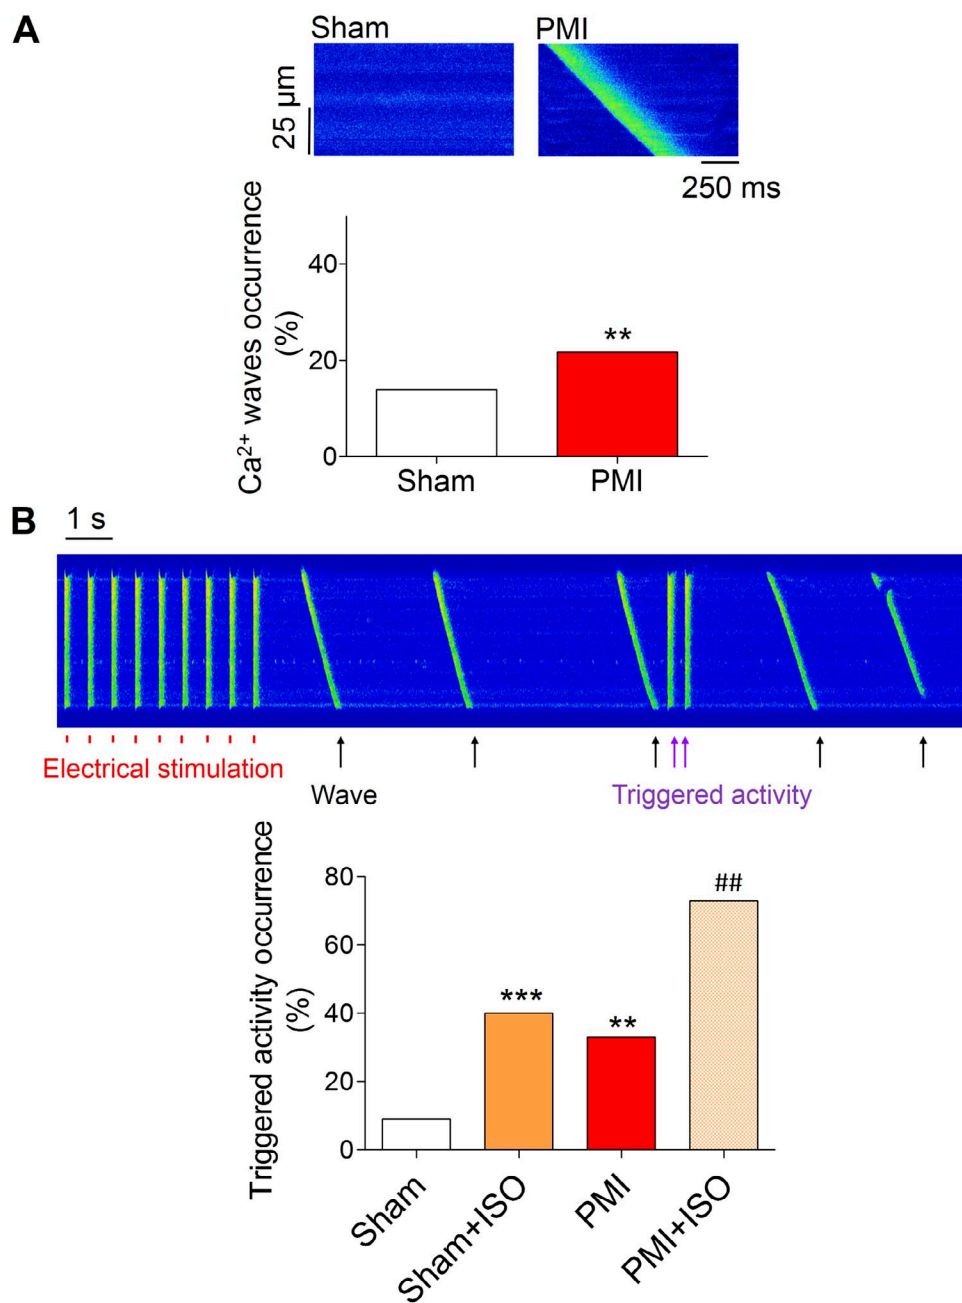 A
Sham
PMI
25 µm
250 ms
Ca²⁺ waves occurrence
(%)
40
20
0
**
Sham
PMI
B
1 s
Electrical stimulation
Wave
Triggered activity
Triggered activity occurrence
(%)
80
60
40
20
0
***
**
##
Sham
Sham+ISO
PMI
PMI+ISO